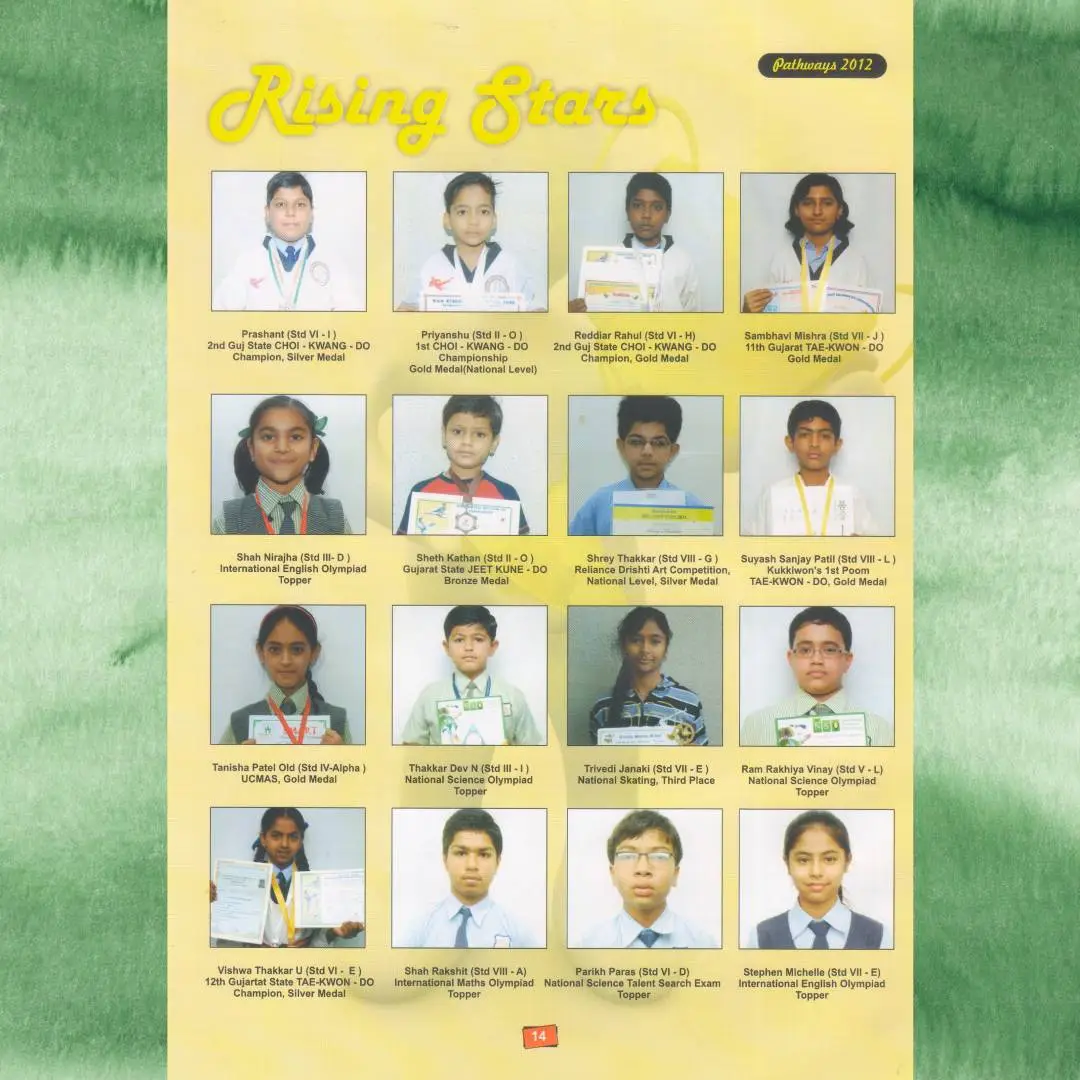 Pathways 2012
Rising Stars
Prashant (Std VI - I )
2nd Guj State CHOI - KWANG - DO
Champion, Silver Medal
Priyanshu (Std II - O )
1st CHOI - KWANG - DO
Championship
Gold Medal(National Level)
Reddiar Rahul (Std VI - H)
2nd Guj State CHOI - KWANG - DO
Champion, Gold Medal
Sambhavi Mishra (Std VII - J )
11th Gujarat TAE-KWON - DO
Gold Medal
Shah Nirajha (Std III- D )
International English Olympiad
Topper
Sheth Kathan (Std II - O )
Gujarat State JEET KUNE - DO
Bronze Medal
Shrey Thakkar (Std VIII - G )
Reliance Drishti Art Competition,
National Level, Silver Medal
Suyash Sanjay Patil (Std VIII - L )
Kukkiwon's 1st Poom
TAE-KWON - DO, Gold Medal
Tanisha Patel Old (Std IV-Alpha )
UCMAS, Gold Medal
Thakkar Dev N (Std III - I )
National Science Olympiad
Topper
Trivedi Janaki (Std VII - E )
National Skating, Third Place
Ram Rakhiya Vinay (Std V - L)
National Science Olympiad
Topper
Vishwa Thakkar U (Std VI - E )
12th Gujartat State TAE-KWON - DO
Champion, Silver Medal
Shah Rakshit (Std VIII - A)
International Maths Olympiad
Topper
Parikh Paras (Std VI - D)
National Science Talent Search Exam
Topper
Stephen Michelle (Std VII - E)
International English Olympiad
Topper
14